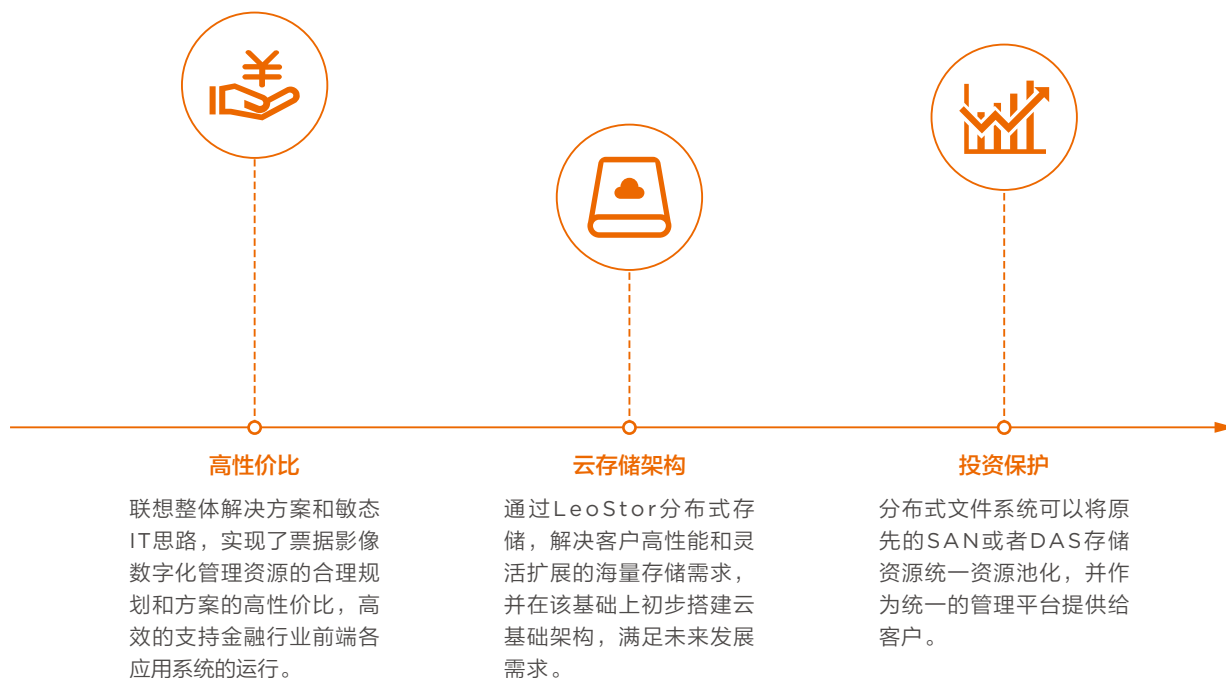 高性价比
联想整体解决方案和敏态
IT思路，实现了票据影像
数字化管理资源的合理规
划和方案的高性价比，高
效的支持金融行业前端各
应用系统的运行。
云存储架构
通过LeoStor分布式存
储，解决客户高性能和灵
活扩展的海量存储需求，
并在该基础上初步搭建云
基础架构，满足未来发展
需求。
投资保护
分布式文件系统可以将原
先的SAN或者DAS存储
资源统一资源池化，并作
为统一的管理平台提供给
客户。